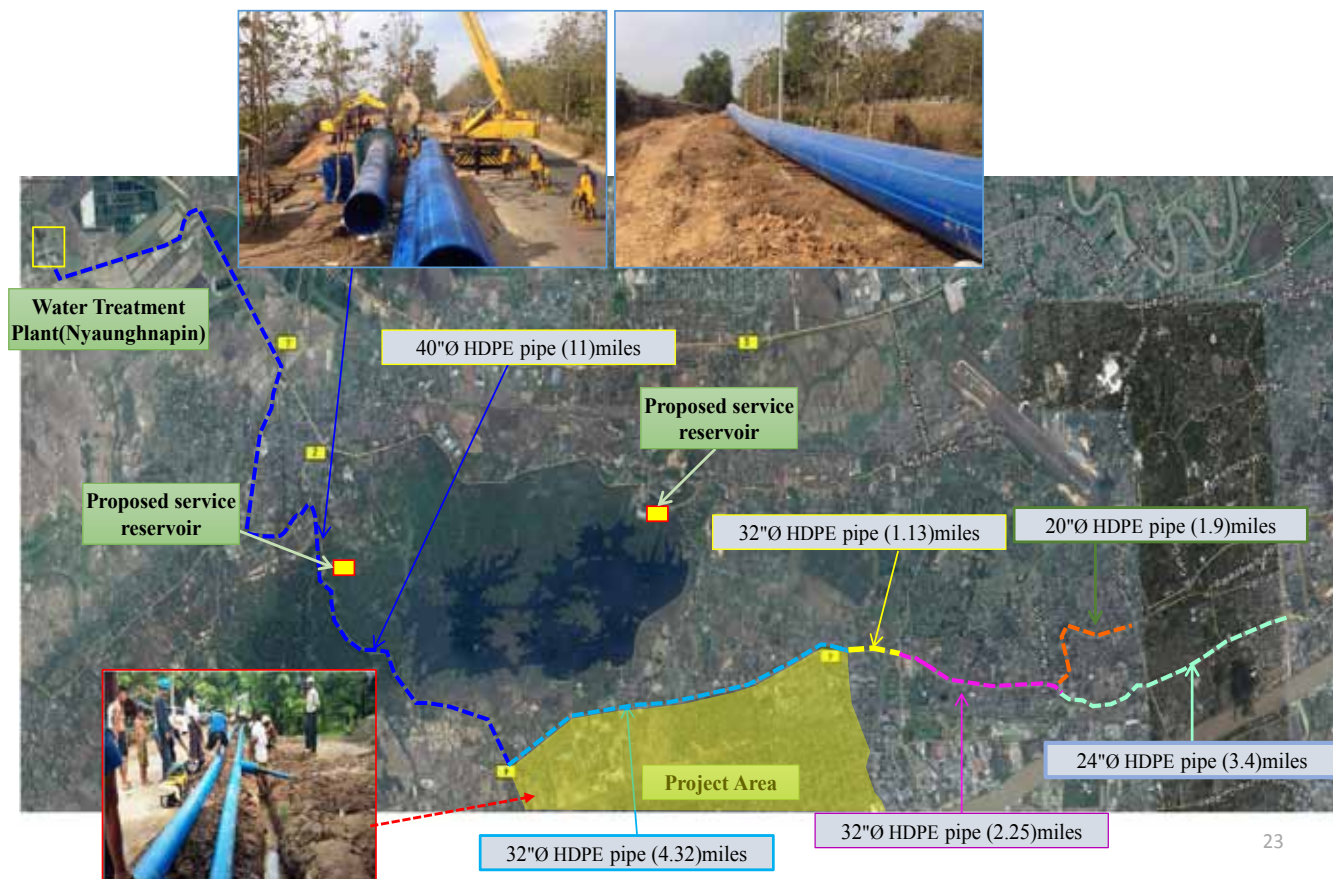 Water Treatment
Plant(Nyaunghnapin)
40"Ø HDPE pipe (11)miles
Proposed service
reservoir
Proposed service
reservoir
2
32"Ø HDPE pipe (1.13)miles
20"Ø HDPE pipe (1.9)miles
24"Ø HDPE pipe (3.4)miles
Project Area
32"Ø HDPE pipe (4.32)miles
32"Ø HDPE pipe (2.25)miles
23